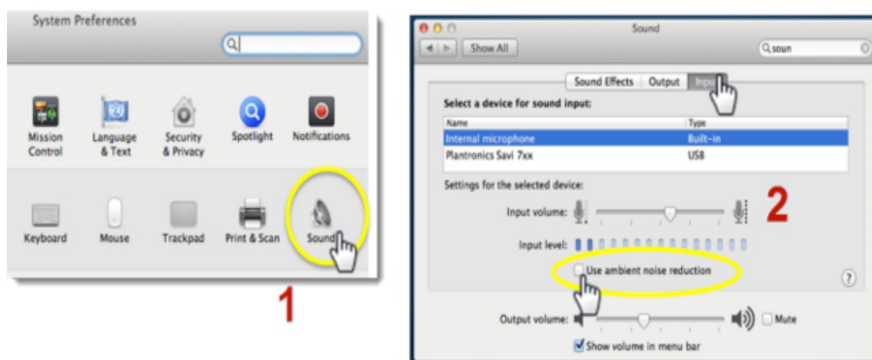 System Preferences
Mission Control
Language & Text
Security & Privacy
Spotlight
Notifications
Keyboard
Mouse
Trackpad
Print & Scan
Sound
1
Sound
Show All
soun
Sound Effects Output Input
Select a device for sound input:
Name Type
Internal microphone Built-in
Plantronics Savi 7xx USB
Settings for the selected device:
Input volume:
2
Input level:
Use ambient noise reduction
?
Output volume: Mute
Show volume in menu bar